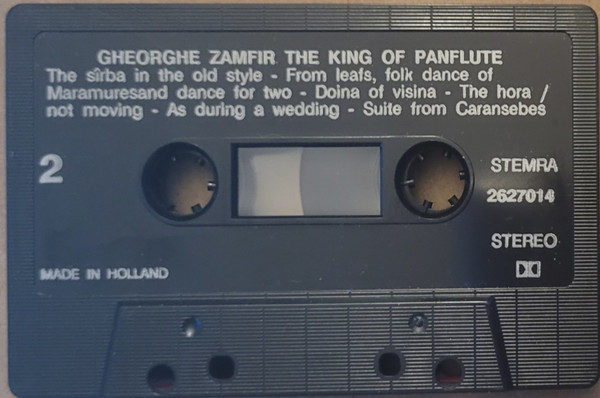 GHEORGHE ZAMFIR THE KING OF PANFLUTE
The sîrba in the old style - From leafs, folk dance of
Maramuresand dance for two - Doina of visina - The hora /
not moving - As during a wedding - Suite from Caransebes
2
STEMRA
2627014
STEREO
MADE IN HOLLAND